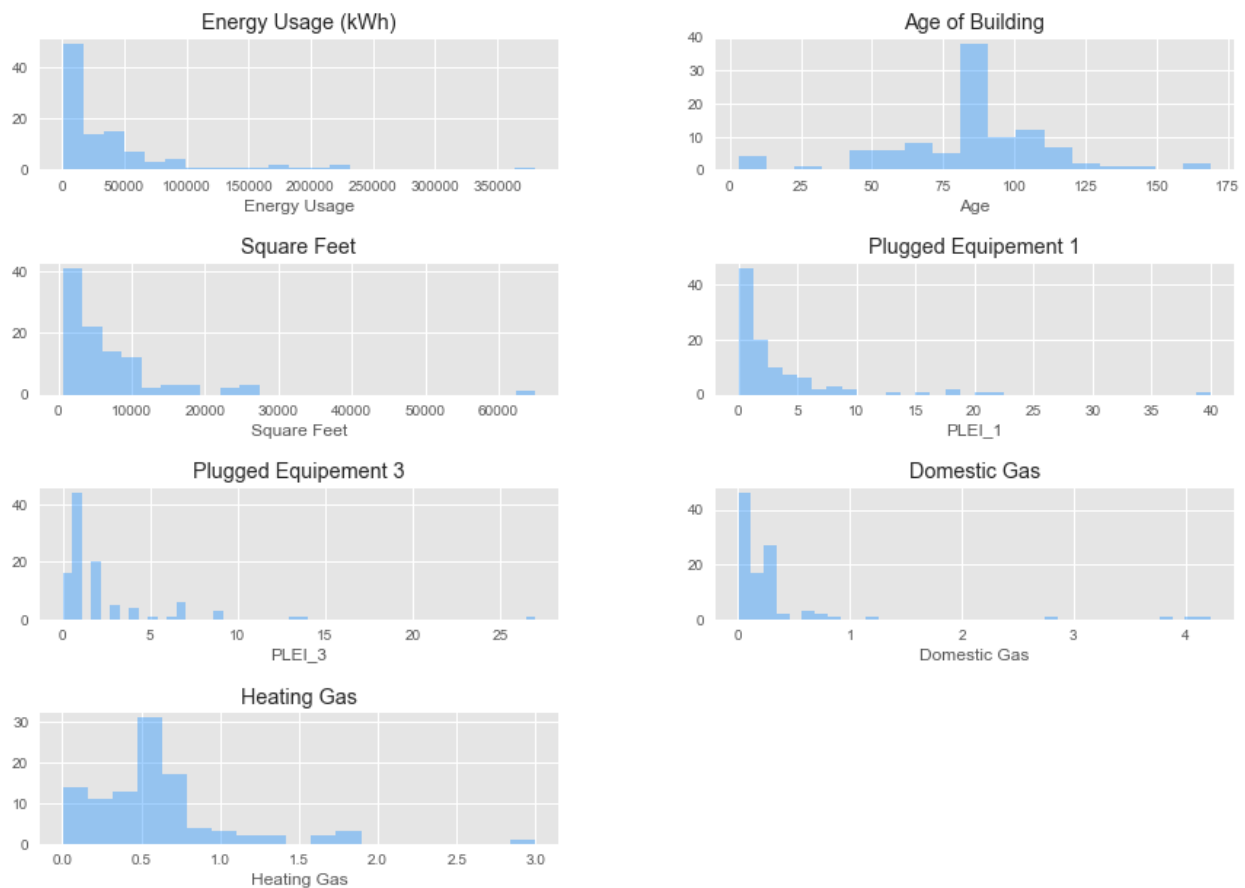 Energy Usage (kWh)
40
20
0
0 50000 100000 150000 200000 250000 300000 350000
Energy Usage
Age of Building
40
30
20
10
0
0 25 50 75 100 125 150 175
Age
Square Feet
40
20
0
0 10000 20000 30000 40000 50000 60000
Square Feet
Plugged Equipement 1
40
20
0
0 5 10 15 20 25 30 35 40
PLEI_1
Plugged Equipement 3
40
20
0
0 5 10 15 20 25
PLEI_3
Domestic Gas
40
20
0
0 1 2 3 4
Domestic Gas
Heating Gas
30
20
10
0
0.0 0.5 1.0 1.5 2.0 2.5 3.0
Heating Gas